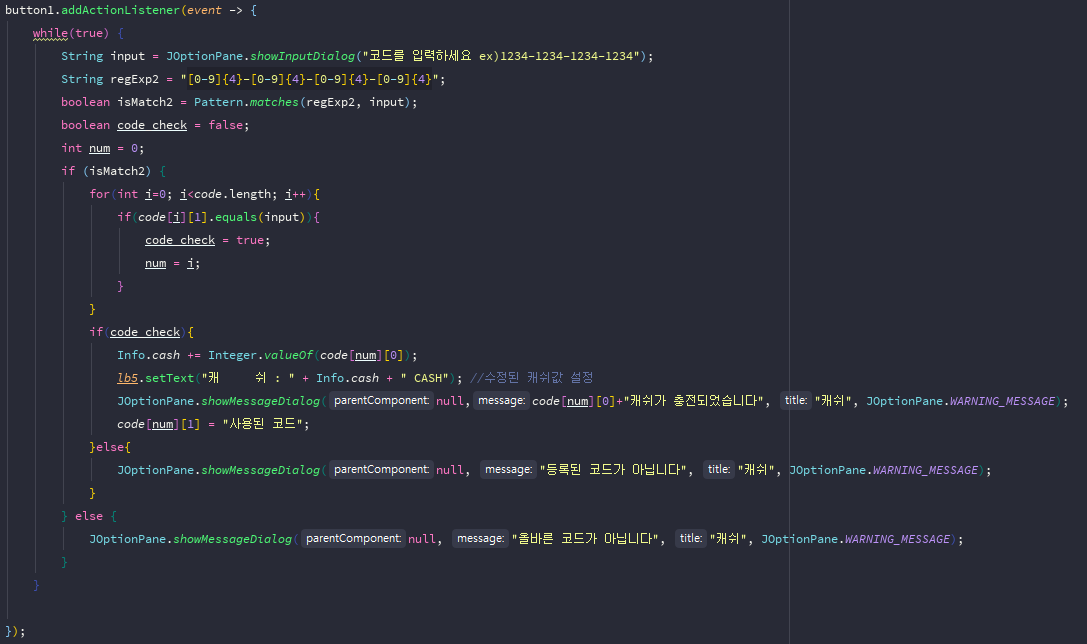 button1.addActionListener(event -> {
while(true) {
String input = JOptionPane.showInputDialog("코드를 입력하세요 ex)1234-1234-1234-1234");
String regExp2 = "[0-9]{4}-[0-9]{4}-[0-9]{4}-[0-9]{4}";
boolean isMatch2 = Pattern.matches(regExp2, input);
boolean code_check = false;
int num = 0;
if (isMatch2) {
for(int i=0; i<code.length; i++){
if(code[i][1].equals(input)){
code_check = true;
num = i;
}
}
if(code_check){
Info.cash += Integer.valueOf(code[num][0]);
lb5.setText("캐     쉬 : " + Info.cash + " CASH"); //수정된 캐쉬값 설정
JOptionPane.showMessageDialog( parentComponent: null, message: code[num][0]+"캐쉬가 충전되었습니다", title: "캐쉬", JOptionPane.WARNING_MESSAGE);
code[num][1] = "사용된 코드";
}else{
JOptionPane.showMessageDialog( parentComponent: null, message: "등록된 코드가 아닙니다", title: "캐쉬", JOptionPane.WARNING_MESSAGE);
}
} else {
JOptionPane.showMessageDialog( parentComponent: null, message: "올바른 코드가 아닙니다", title: "캐쉬", JOptionPane.WARNING_MESSAGE);
}
}
});